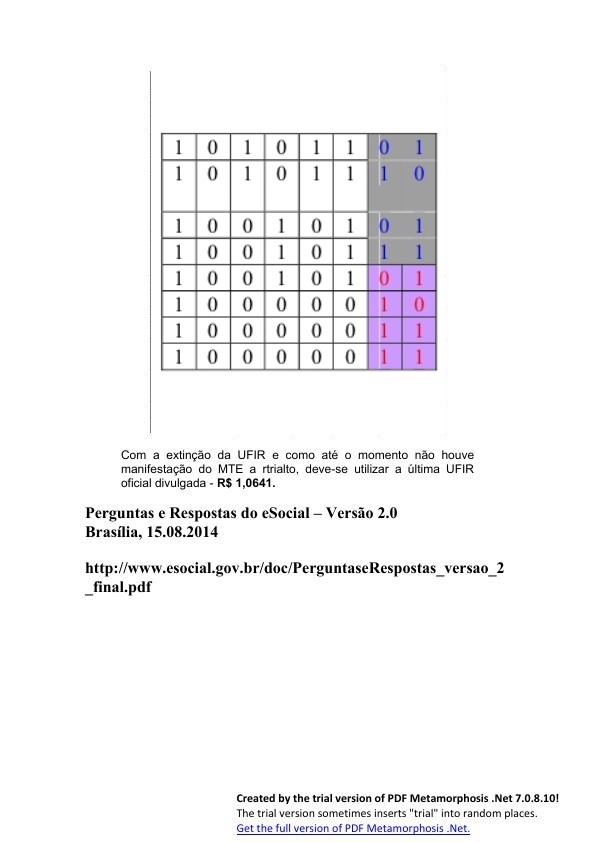 1 0 1 0 1 1 0 1
1 0 1 0 1 1 1 0
1 0 0 1 0 1 0 1
1 0 0 1 0 1 1 1
1 0 0 1 0 1 0 1
1 0 0 0 0 0 1 0
1 0 0 0 0 0 1 1
1 0 0 0 0 0 1 1
Com a extinção da UFIR e como até o momento não houve
manifestação do MTE a rtrialto, deve-se utilizar a última UFIR
oficial divulgada - R$ 1,0641.
Perguntas e Respostas do eSocial – Versão 2.0
Brasília, 15.08.2014
http://www.esocial.gov.br/doc/PerguntaseRespostas_versao_2
_final.pdf
Created by the trial version of PDF Metamorphosis .Net 7.0.8.10!
The trial version sometimes inserts "trial" into random places.
Get the full version of PDF Metamorphosis .Net.